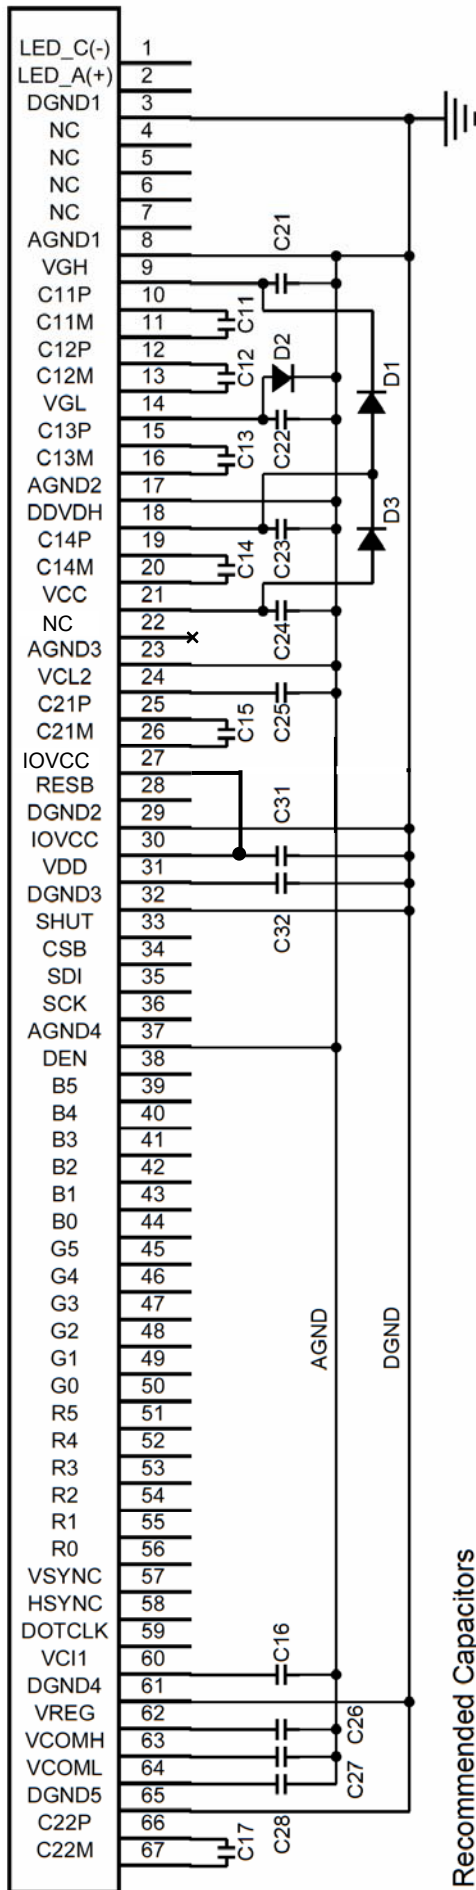 LED_C(-) 1
LED_A(+) 2
DGND1 3
NC 4
NC 5
NC 6
NC 7
AGND1 8
C21
VGH 9
C11P 10
C11M 11
C11
C12P 12
C12M 13
C12
D2
D1
VGL 14
C13P 15
C22
C13M 16
C13
AGND2 17
DDVDH 18
D3
C14P 19
C23
C14M 20
C14
VCC 21
NC 22
C24
AGND3 23
VCL2 24
C21P 25
C25
C21M 26
C15
IOVCC 27
RESB 28
C31
DGND2 29
IOVCC 30
VDD 31
DGND3 32
SHUT 33
C32
CSB 34
SDI 35
SCK 36
AGND4 37
DEN 38
B5 39
B4 40
B3 41
B2 42
B1 43
B0 44
G5 45
G4 46
G3 47
G2 48
AGND
DGND
G1 49
G0 50
R5 51
R4 52
R3 53
R2 54
R1 55
R0 56
VSYNC 57
HSYNC 58
DOTCLK 59
C16
VCI1 60
DGND4 61
VREG 62
C26
VCOMH 63
VCOML 64
C27
DGND5 65
C22P 66
C28
C22M 67
C17
Recommended Capacitors